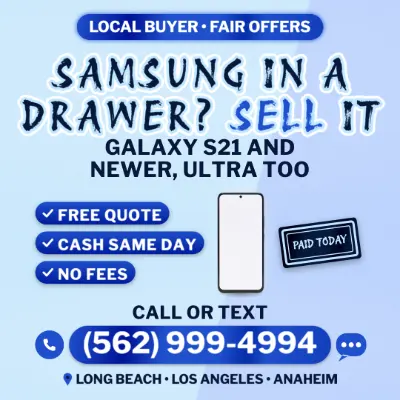 LOCAL BUYER • FAIR OFFERS
SAMSUNG IN A
DRAWER? SELL IT
GALAXY S21 AND
NEWER, ULTRA TOO
FREE QUOTE
CASH SAME DAY
NO FEES
PAID TODAY
CALL OR TEXT
(562) 999-4994
LONG BEACH • LOS ANGELES • ANAHEIM